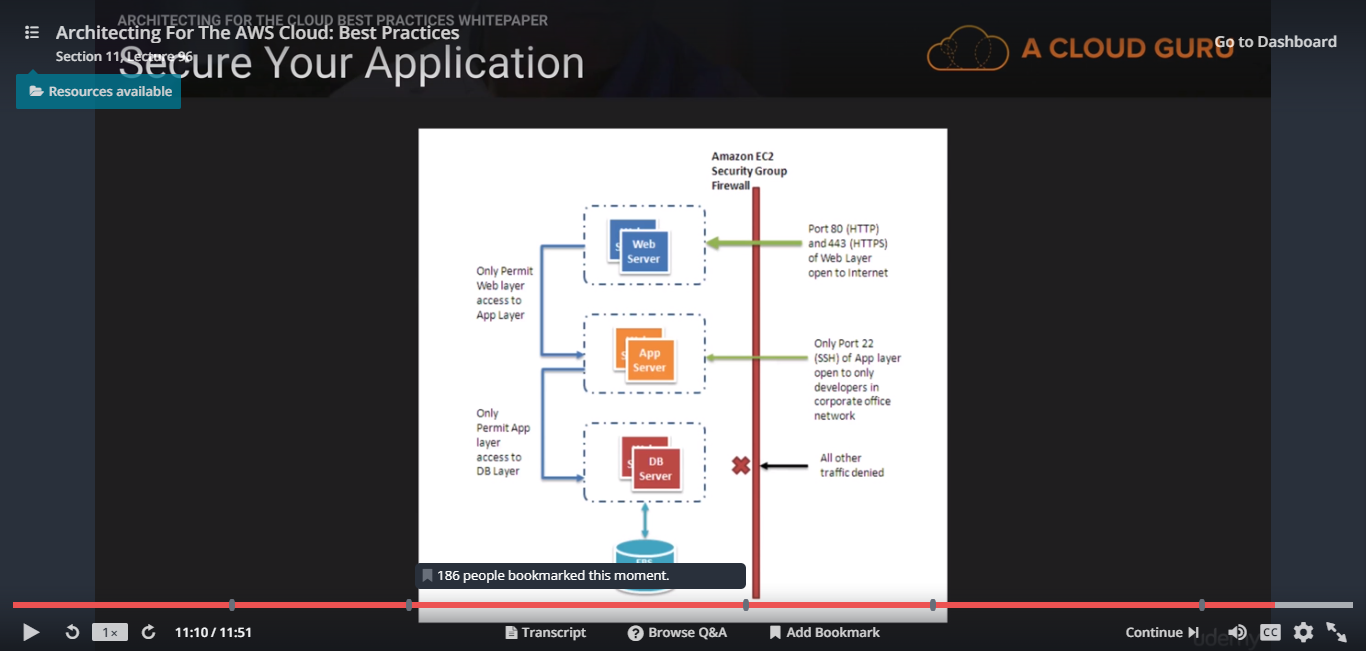 ARCHITECTING FOR THE CLOUD BEST PRACTICES WHITEPAPER
Architecting For The AWS Cloud: Best Practices
Section 11, Lecture 96
Secure Your Application
A CLOUD GURU
Go to Dashboard
Resources available
Amazon EC2
Security Group
Firewall
Web
Server
Port 80 (HTTP)
and 443 (HTTPS)
of Web Layer
open to Internet
Only Permit
Web layer
access to
App Layer
App
Server
Only Port 22
(SSH) of App layer
open to only
developers in
corporate office
network
Only
Permit App
layer
access to
DB Layer
DB
Server
All other
traffic denied
186 people bookmarked this moment.
1×
11:10 / 11:51
Transcript
? Browse Q&A
Add Bookmark
Continue
udemy
CC